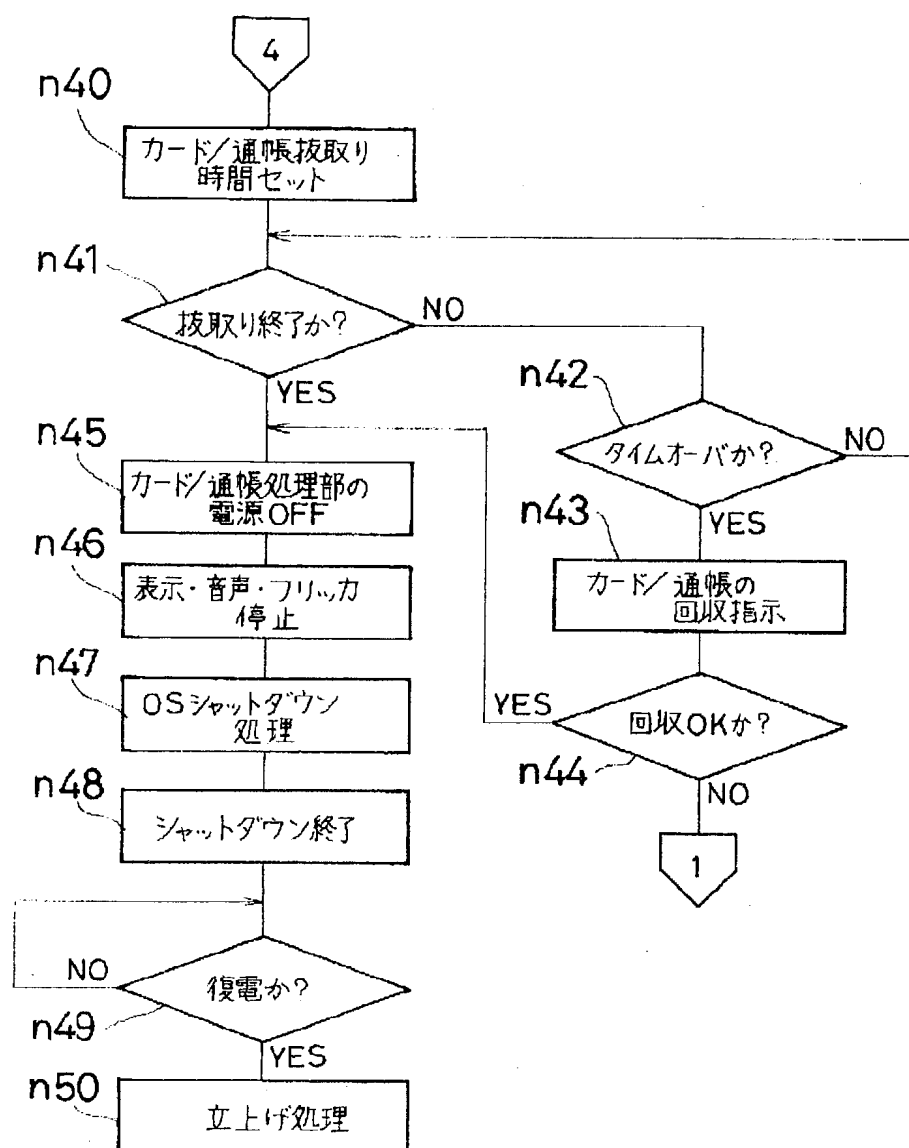 4
n40
カード/通帳抜取り
時間セット
n41
抜取り終了か?
NO
YES
n42
タイムオーバか?
NO
YES
n43
カード/通帳の
回収指示
n44
回収OKか?
YES
NO
1
n45
カード/通帳処理部の
電源OFF
n46
表示・音声・フリッカ
停止
n47
OSシャットダウン
処理
n48
シャットダウン終了
n49
復電か?
NO
YES
n50
立上げ処理